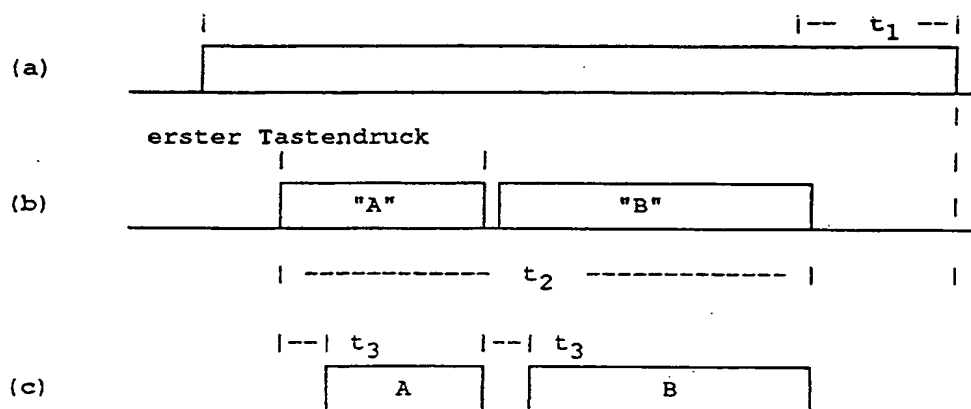 |                                                |-- t₁ --|
(a)
erster Tastendruck
(b) "A" "B"
| ------------ t₂ ------------- | |
|--| t₃ |--| t₃
(c) A B